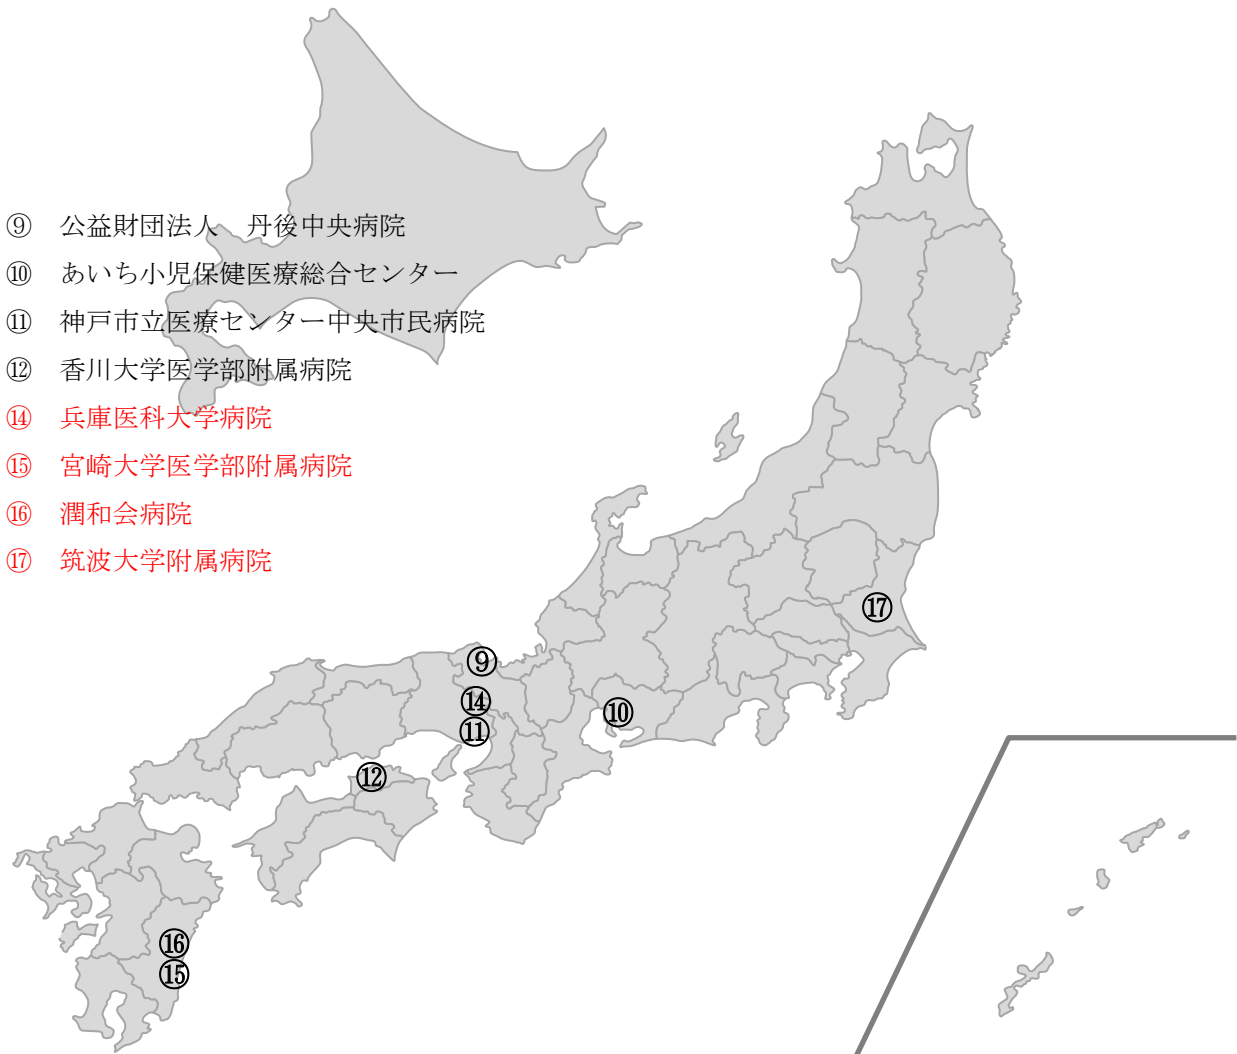 ⑨ 公益財団法人　丹後中央病院
⑩ あいち小児保健医療総合センター
⑪ 神戸市立医療センター中央市民病院
⑫ 香川大学医学部附属病院
⑭ 兵庫医科大学病院
⑮ 宮崎大学医学部附属病院
⑯ 潤和会病院
⑰ 筑波大学附属病院
⑰
⑨
⑭
⑩
⑪
⑫
⑯
⑮